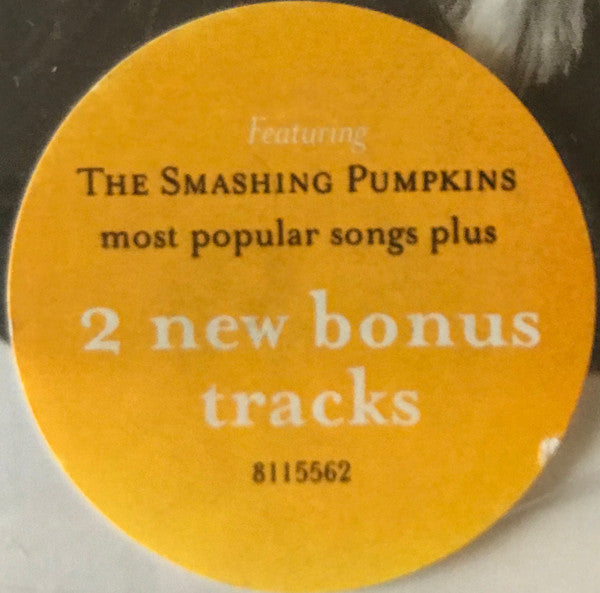 Featuring
THE SMASHING PUMPKINS
most popular songs plus
2 new bonus
tracks
8115562